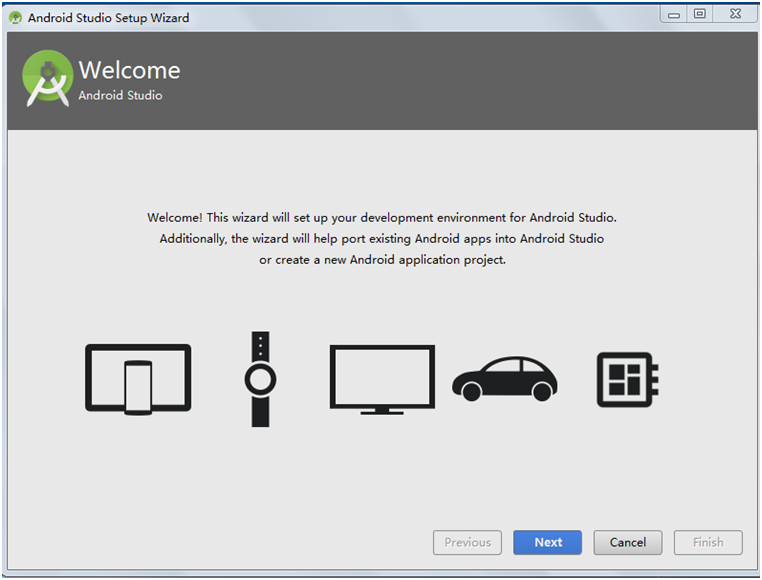 Android Studio Setup Wizard
Welcome
Android Studio
Welcome! This wizard will set up your development environment for Android Studio.
Additionally, the wizard will help port existing Android apps into Android Studio
or create a new Android application project.
Previous
Next
Cancel
Finish